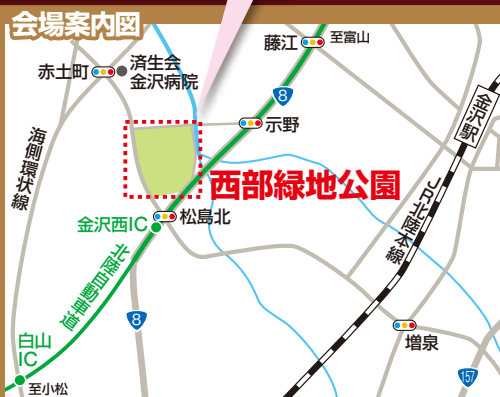 会場案内図
藤江
至富山
赤土町
済生会
金沢病院
8
示野
金沢駅
海側環状線
西部緑地公園
JR北陸本線
松島北
金沢西IC
北陸自動車道
8
増泉
白山
IC
至小松
157